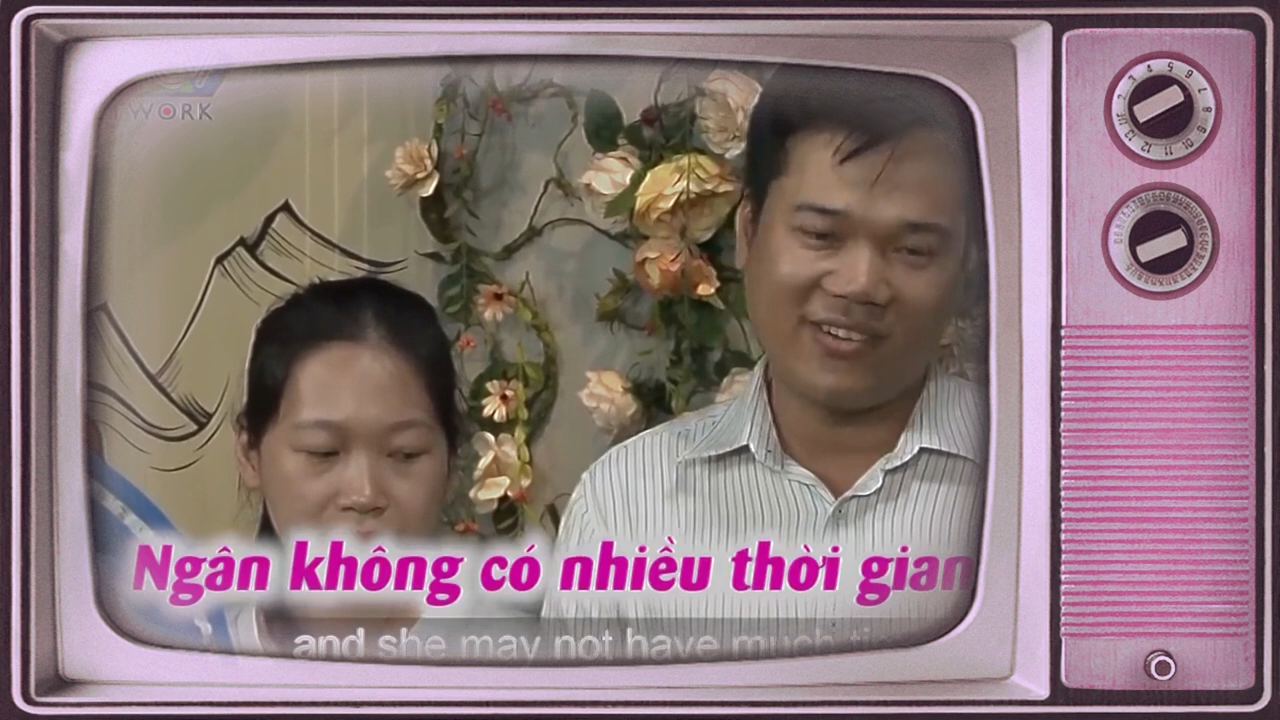 WORK
Ngân không có nhiều thời gian
and she may not have much